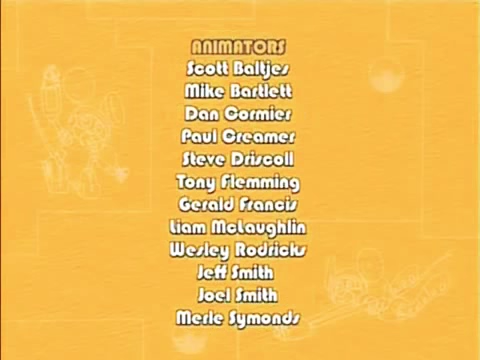 ANIMATORS
Scott Baltjes
Mike Bartlett
Dan Cormier
Paul Creamer
Steve Driscoll
Tony Flemming
Gerald Francis
Liam McLaughlin
Wesley Rodricks
Jeff Smith
Joel Smith
Merle Symonds